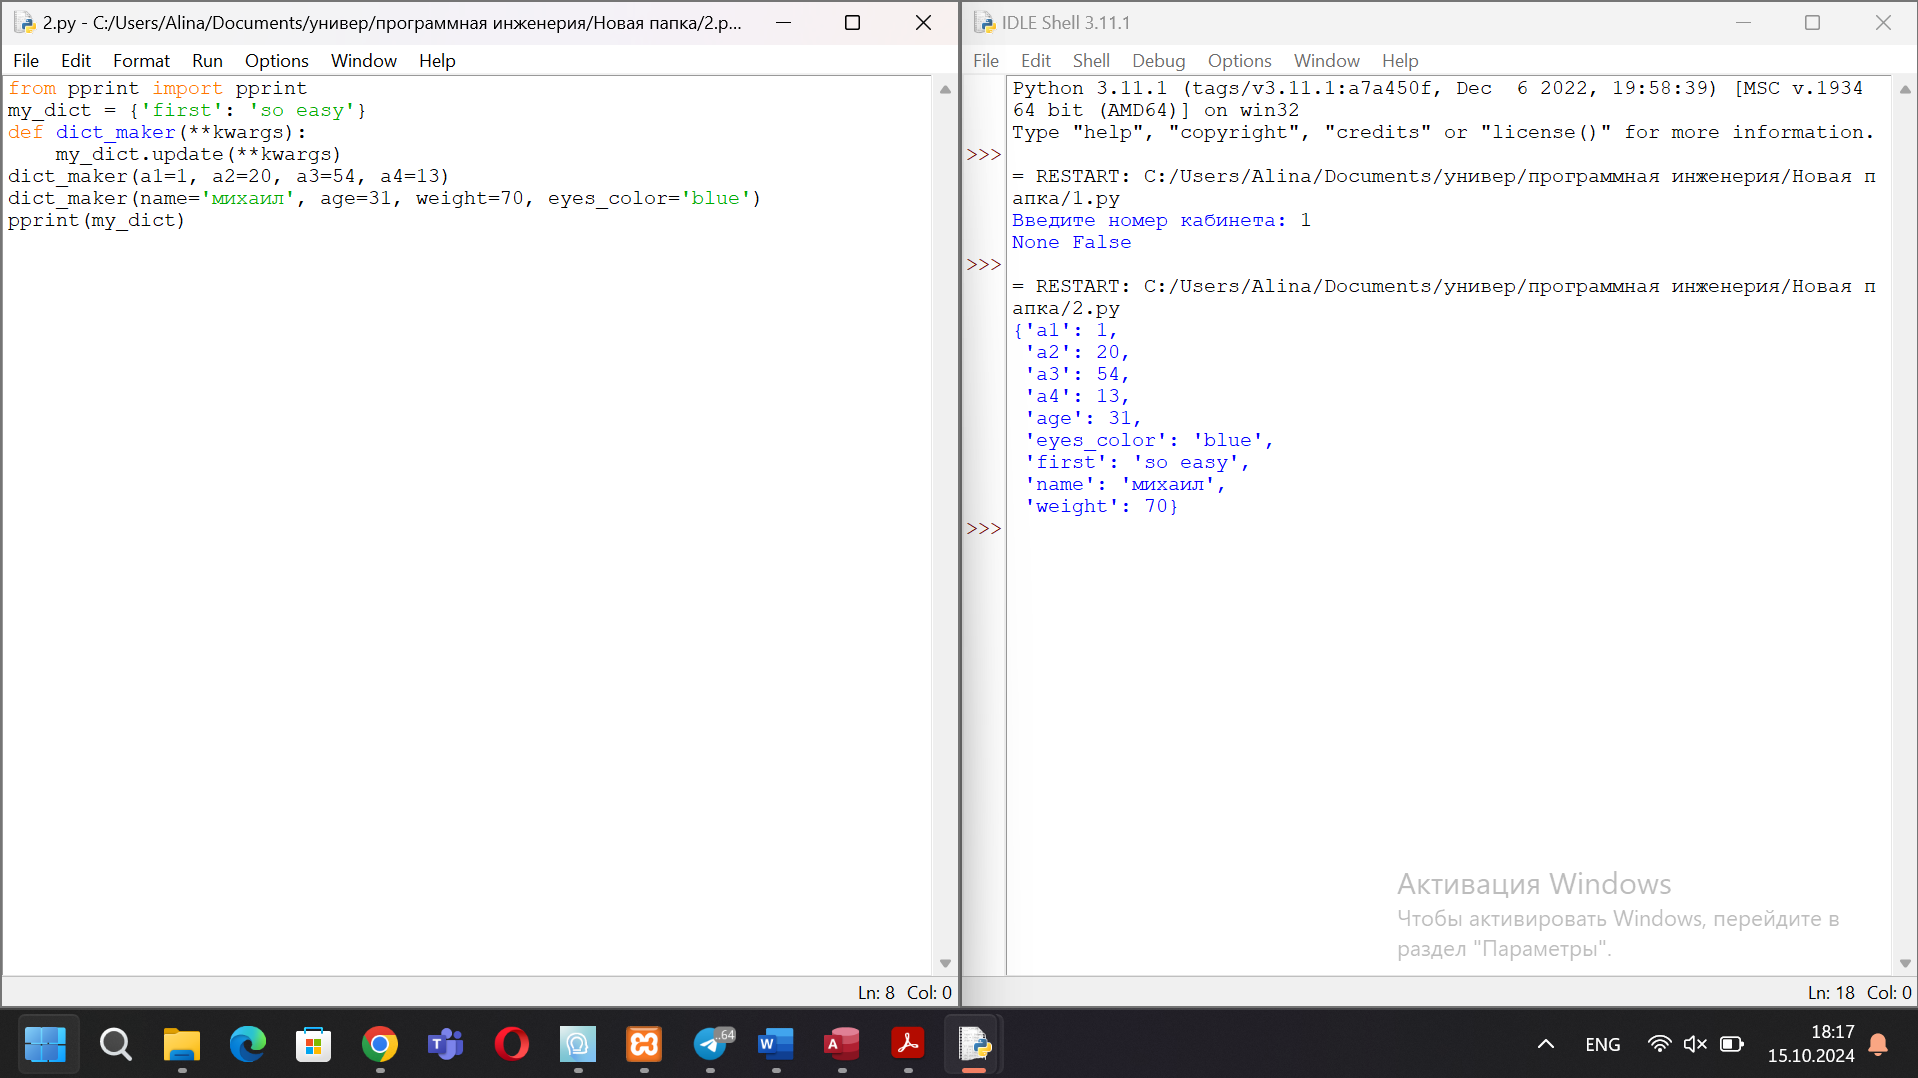 2.py - C:/Users/Alina/Documents/универ/программная инженерия/Новая папка/2.p...
File Edit Format Run Options Window Help
from pprint import pprint
my_dict = {'first': 'so easy'}
def dict_maker(**kwargs):
    my_dict.update(**kwargs)
dict_maker(a1=1, a2=20, a3=54, a4=13)
dict_maker(name='михаил', age=31, weight=70, eyes_color='blue')
pprint(my_dict)
Ln: 8 Col: 0
IDLE Shell 3.11.1
File Edit Shell Debug Options Window Help
Python 3.11.1 (tags/v3.11.1:a7a450f, Dec  6 2022, 19:58:39) [MSC v.1934
64 bit (AMD64)] on win32
Type "help", "copyright", "credits" or "license()" for more information.
>>>
= RESTART: C:/Users/Alina/Documents/универ/программная инженерия/Новая п
апка/1.py
Введите номер кабинета: 1
None False
>>>
= RESTART: C:/Users/Alina/Documents/универ/программная инженерия/Новая п
апка/2.py
{'a1': 1,
 'a2': 20,
 'a3': 54,
 'a4': 13,
 'age': 31,
 'eyes_color': 'blue',
 'first': 'so easy',
 'name': 'михаил',
 'weight': 70}
>>>
Активация Windows
Чтобы активировать Windows, перейдите в
раздел "Параметры".
Ln: 18 Col: 0
..64
ENG
18:17
15.10.2024